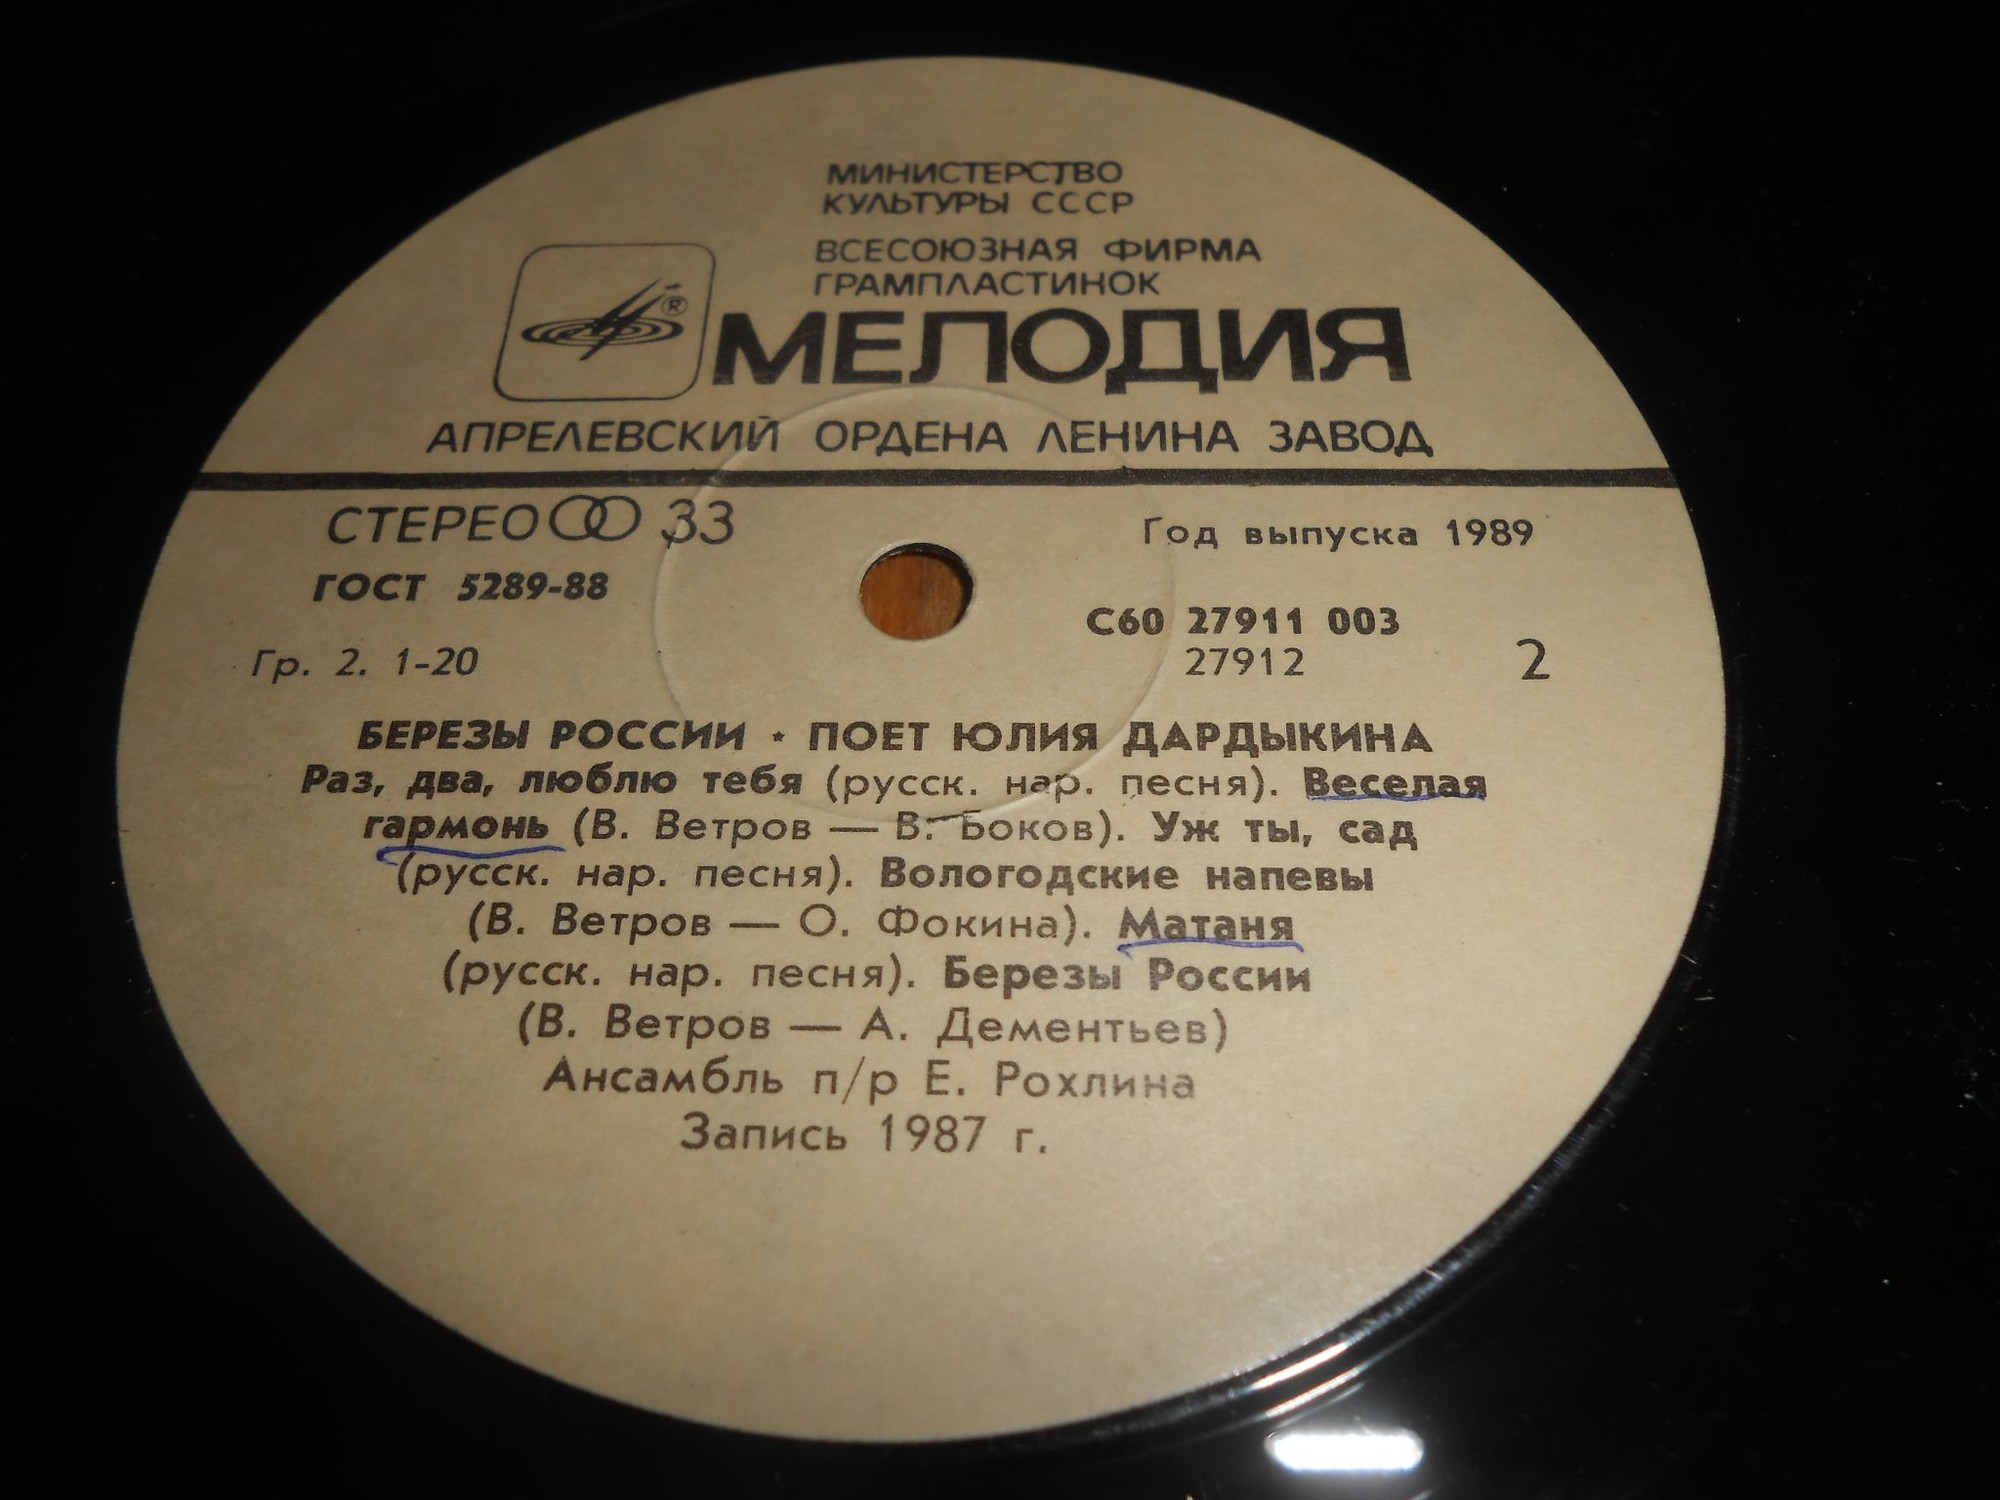 МИНИСТЕРСТВО
КУЛЬТУРЫ СССР
ВСЕСОЮЗНАЯ ФИРМА
ГРАМПЛАСТИНОК
®
МЕЛОДИЯ
АПРЕЛЕВСКИЙ ОРДЕНА ЛЕНИНА ЗАВОД
СТЕРЕО 33
Год выпуска 1989
ГОСТ 5289-88
С60 27911 003
Гр. 2. 1-20
27912
2
БЕРЕЗЫ РОССИИ ⋆ ПОЕТ ЮЛИЯ ДАРДЫКИНА
Раз, два, люблю тебя (русск. нар. песня). Веселая
гармонь (В. Ветров — В. Боков). Уж ты, сад
(русск. нар. песня). Вологодские напевы
(В. Ветров — О. Фокина). Матаня
(русск. нар. песня). Березы России
(В. Ветров — А. Дементьев)
Ансамбль п/р Е. Рохлина
Запись 1987 г.